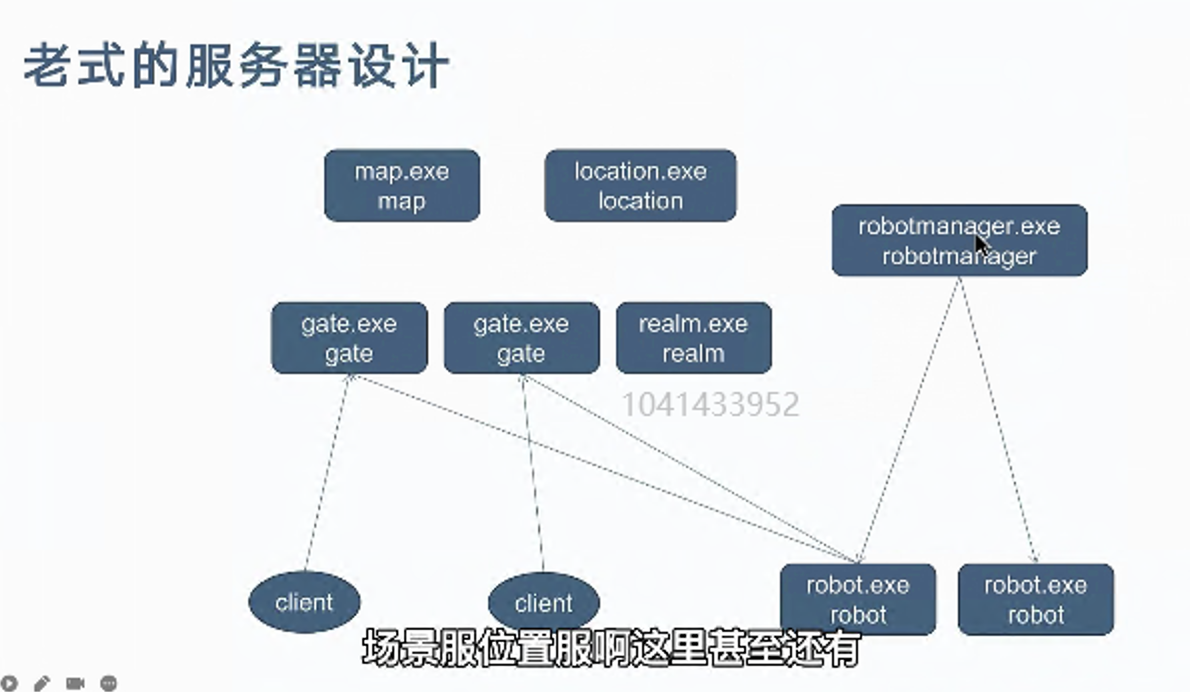 老式的服务器设计
map.exe
map
location.exe
location
robotmanager.exe
robotmanager
gate.exe
gate
gate.exe
gate
realm.exe
realm
1041433952
client
client
robot.exe
robot
robot.exe
robot
场景服位置服啊这里甚至还有